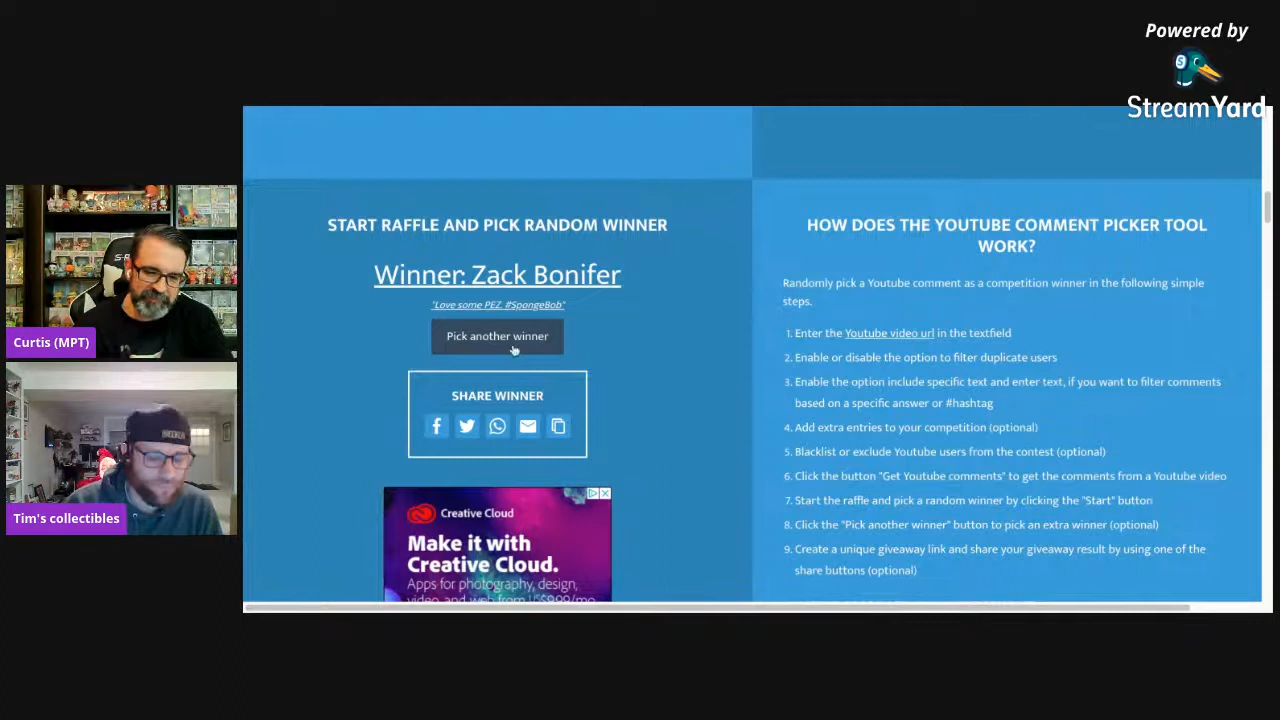 Powered by
StreamYard
Curtis (MPT)
Tim's collectibles
START RAFFLE AND PICK RANDOM WINNER
Winner: Zack Bonifer
"Love some PEZ. #SpongeBob"
Pick another winner
SHARE WINNER
Creative Cloud
Make it with
Creative Cloud.
Apps for photography, design,
video and web from
HOW DOES THE YOUTUBE COMMENT PICKER TOOL
WORK?
Randomly pick a Youtube comment as a competition winner in the following simple
steps.
1. Enter the Youtube video url in the textfield
2. Enable or disable the option to filter duplicate users
3. Enable the option include specific text and enter text, if you want to filter comments
based on a specific answer or #hashtag
4. Add extra entries to your competition (optional)
5. Blacklist or exclude Youtube users from the contest (optional)
6. Click the button "Get Youtube comments" to get the comments from a Youtube video
7. Start the raffle and pick a random winner by clicking the "Start" button
8. Click the "Pick another winner" button to pick an extra winner (optional)
9. Create a unique giveaway link and share your giveaway result by using one of the
share buttons (optional)